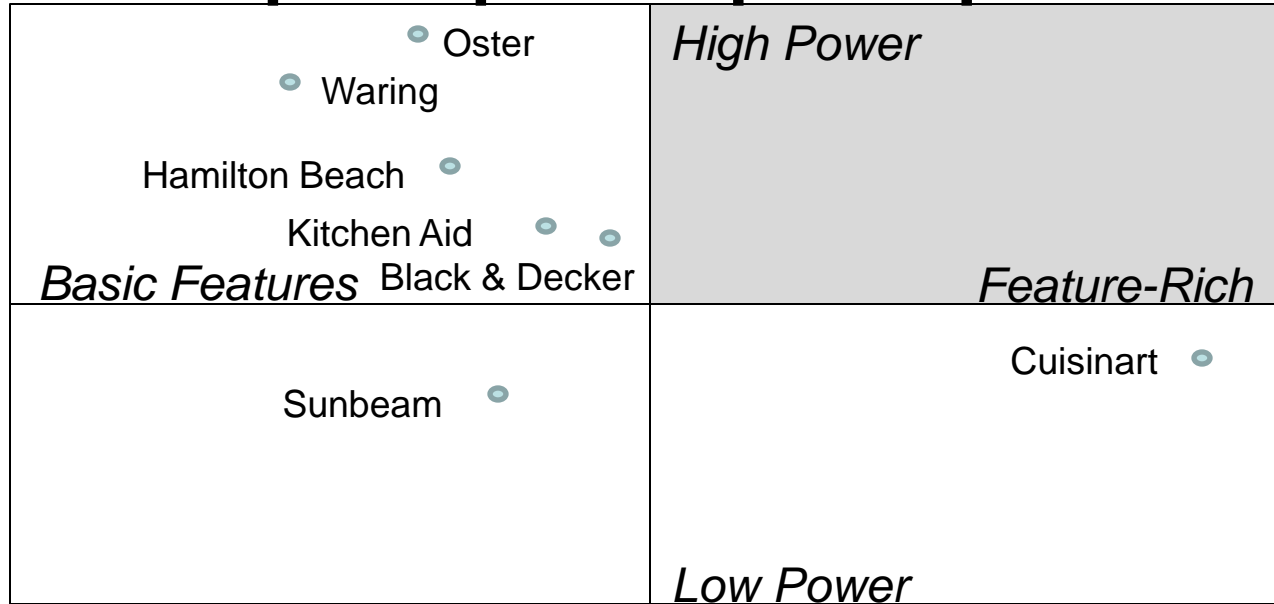 Oster
High Power
Waring
Hamilton Beach
Kitchen Aid
Basic Features
Black & Decker
Feature-Rich
Cuisinart
Sunbeam
Low Power